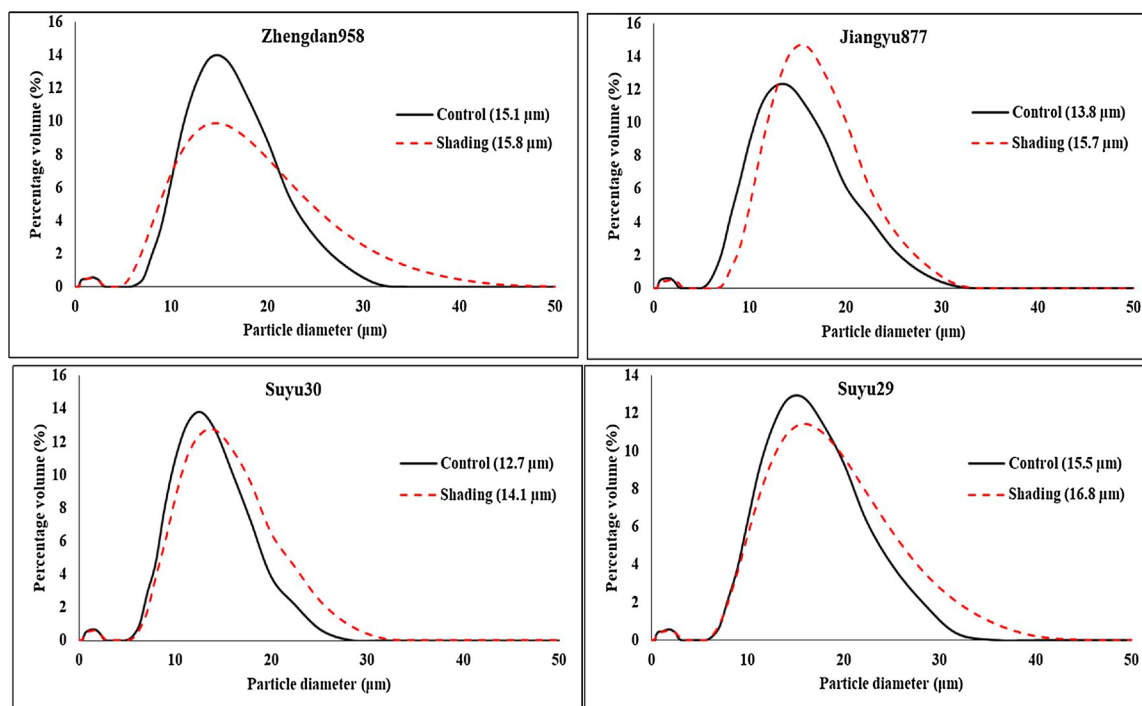 Zhengdan958
Percentage volume (%)
16
14
12
10
8
6
4
2
0
0 10 20 30 40 50
Particle diameter (µm)
Control (15.1 µm)
Shading (15.8 µm)
Jiangyu877
Percentage volume (%)
16
14
12
10
8
6
4
2
0
0 10 20 30 40 50
Particle diameter (µm)
Control (13.8 µm)
Shading (15.7 µm)
Suyu30
Percentage volume (%)
16
14
12
10
8
6
4
2
0
0 10 20 30 40 50
Particle diameter (µm)
Control (12.7 µm)
Shading (14.1 µm)
Suyu29
Percentage volume (%)
14
12
10
8
6
4
2
0
0 10 20 30 40 50
Particle diameter (µm)
Control (15.5 µm)
Shading (16.8 µm)